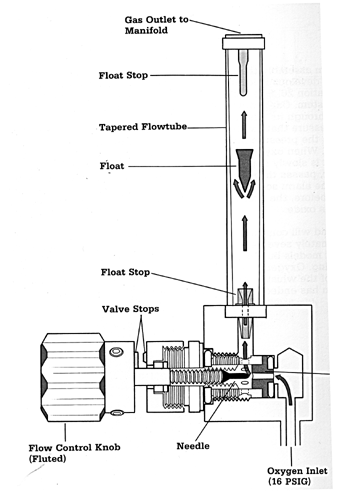 Gas Outlet to
Manifold
Float Stop
Tapered Flowtube
Float
Float Stop
Valve Stops
Flow Control Knob
(Fluted)
Needle
Oxygen Inlet
(16 PSIG)